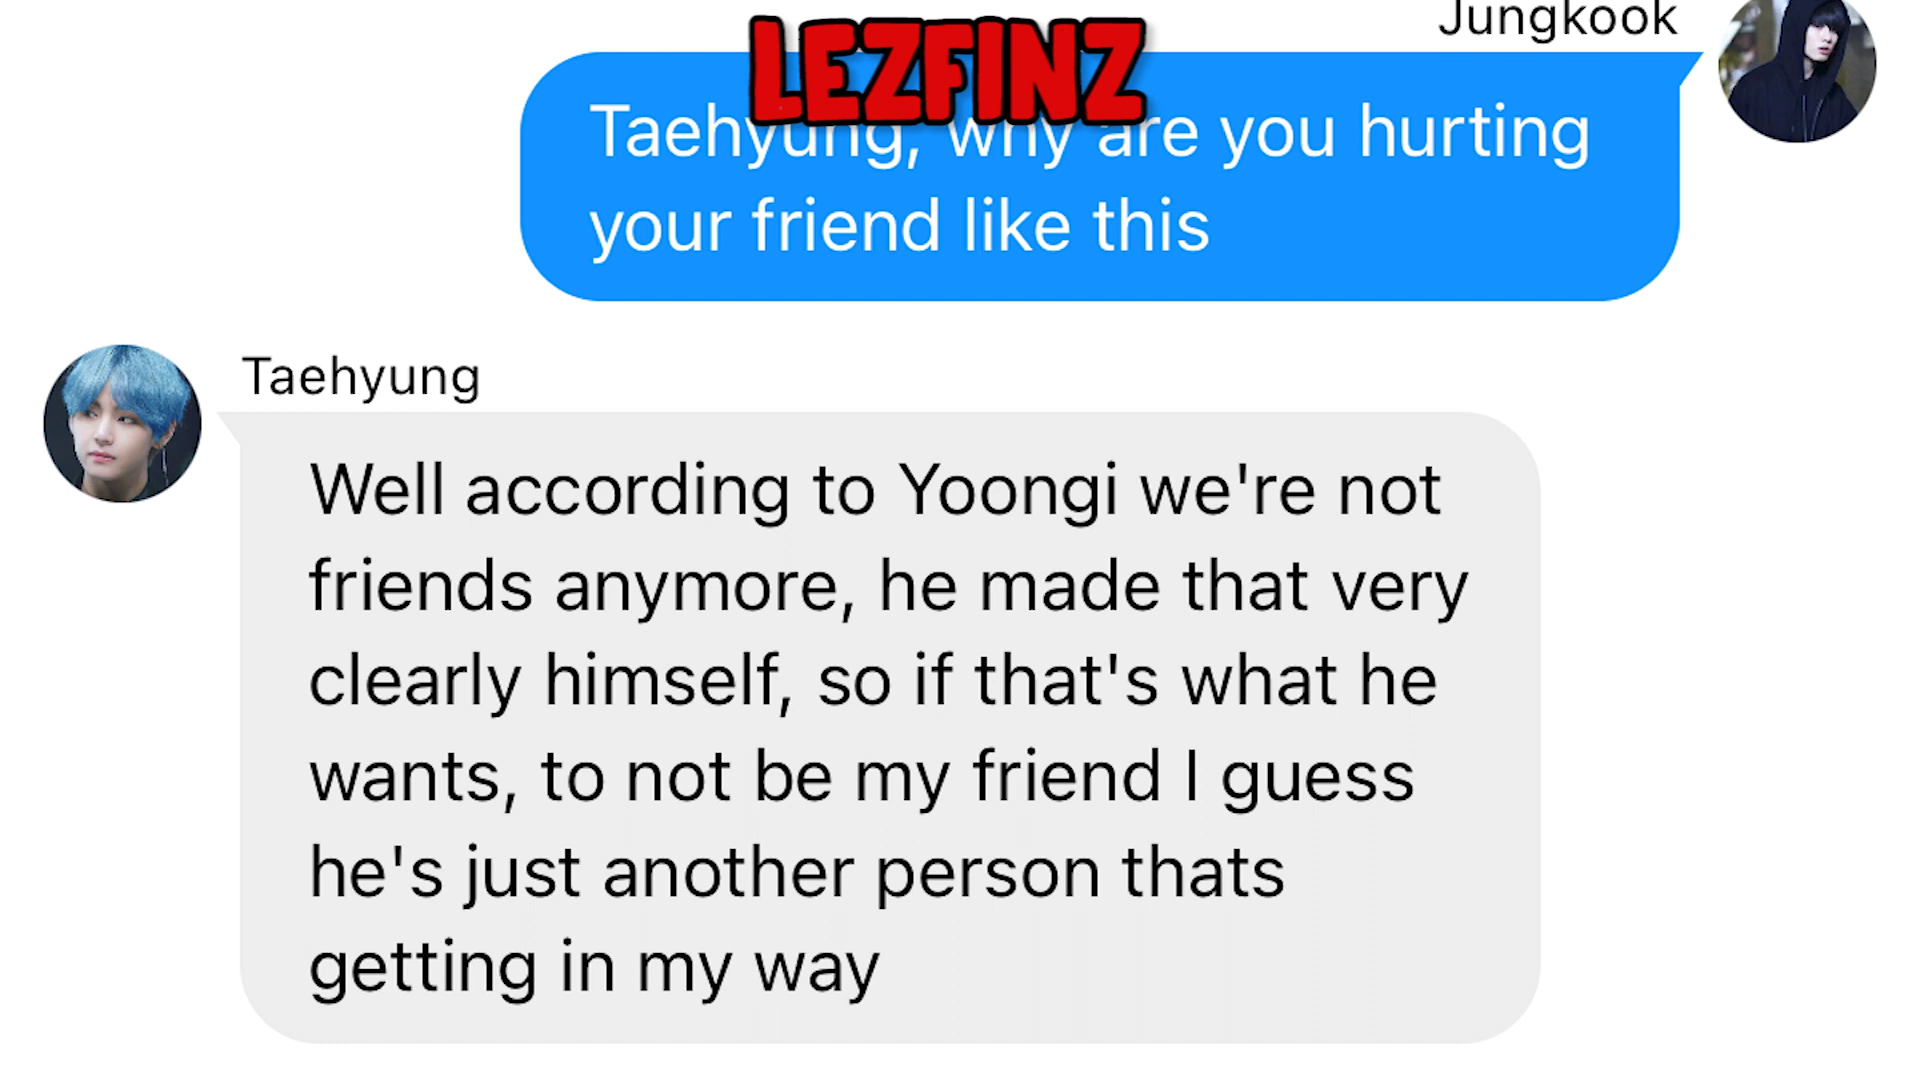 Jungkook
LEZFINZ
Taehyung, why are you hurting
your friend like this
Taehyung
Well according to Yoongi we're not
friends anymore, he made that very
clearly himself, so if that's what he
wants, to not be my friend I guess
he's just another person thats
getting in my way